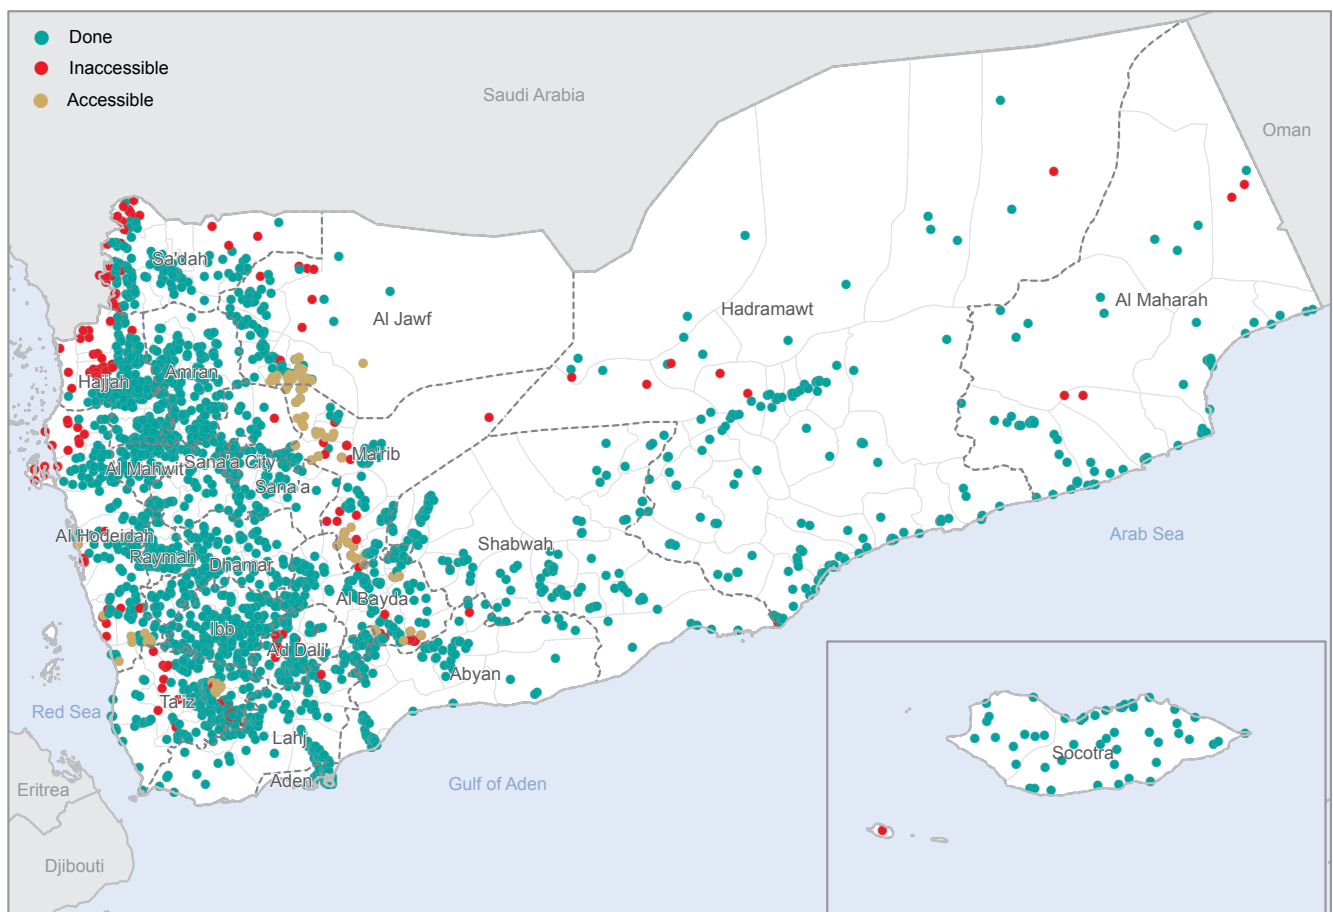 Done
Inaccessible
Accessible
Saudi Arabia
Oman
Sa'dah
Al Jawf
Hadramawt
Al Maharah
Hajjah
Amran
Al Mahwit
Sana'a City
Ma'rib
Sana'a
Al Hodeidah
Raymah
Dhamar
Shabwah
Arab Sea
Al Bayda
Ibb
Ad Dali'
Abyan
Ta'iz
Red Sea
Lahj
Aden
Gulf of Aden
Socotra
Eritrea
Djibouti